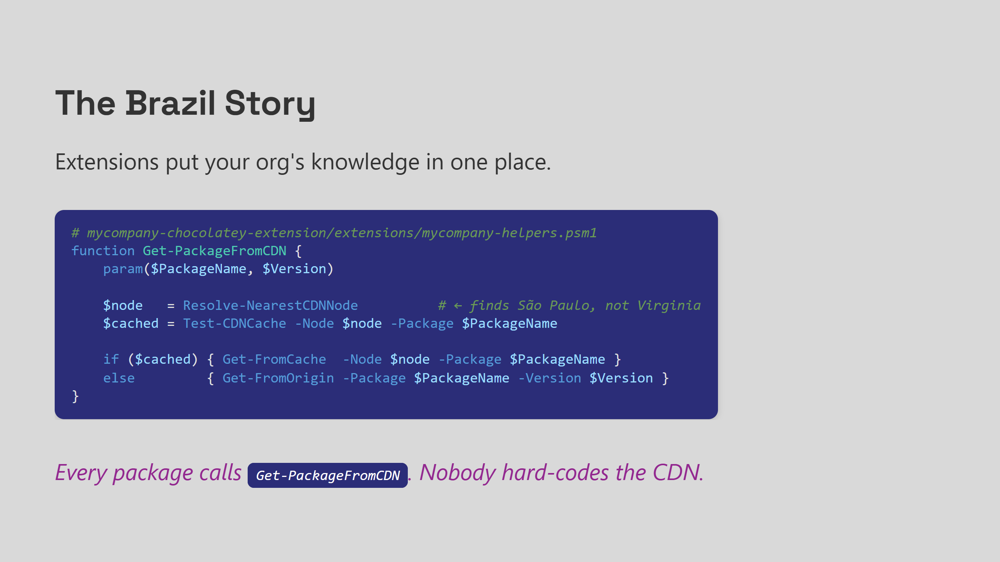 The Brazil Story
Extensions put your org's knowledge in one place.
# mycompany-chocolatey-extension/extensions/mycompany-helpers.psm1
function Get-PackageFromCDN {
    param($PackageName, $Version)
    $node   = Resolve-NearestCDNNode          # ← finds São Paulo, not Virginia
    $cached = Test-CDNCache -Node $node -Package $PackageName
    if ($cached) { Get-FromCache  -Node $node -Package $PackageName }
    else         { Get-FromOrigin -Package $PackageName -Version $Version }
}
Every package calls Get-PackageFromCDN. Nobody hard-codes the CDN.